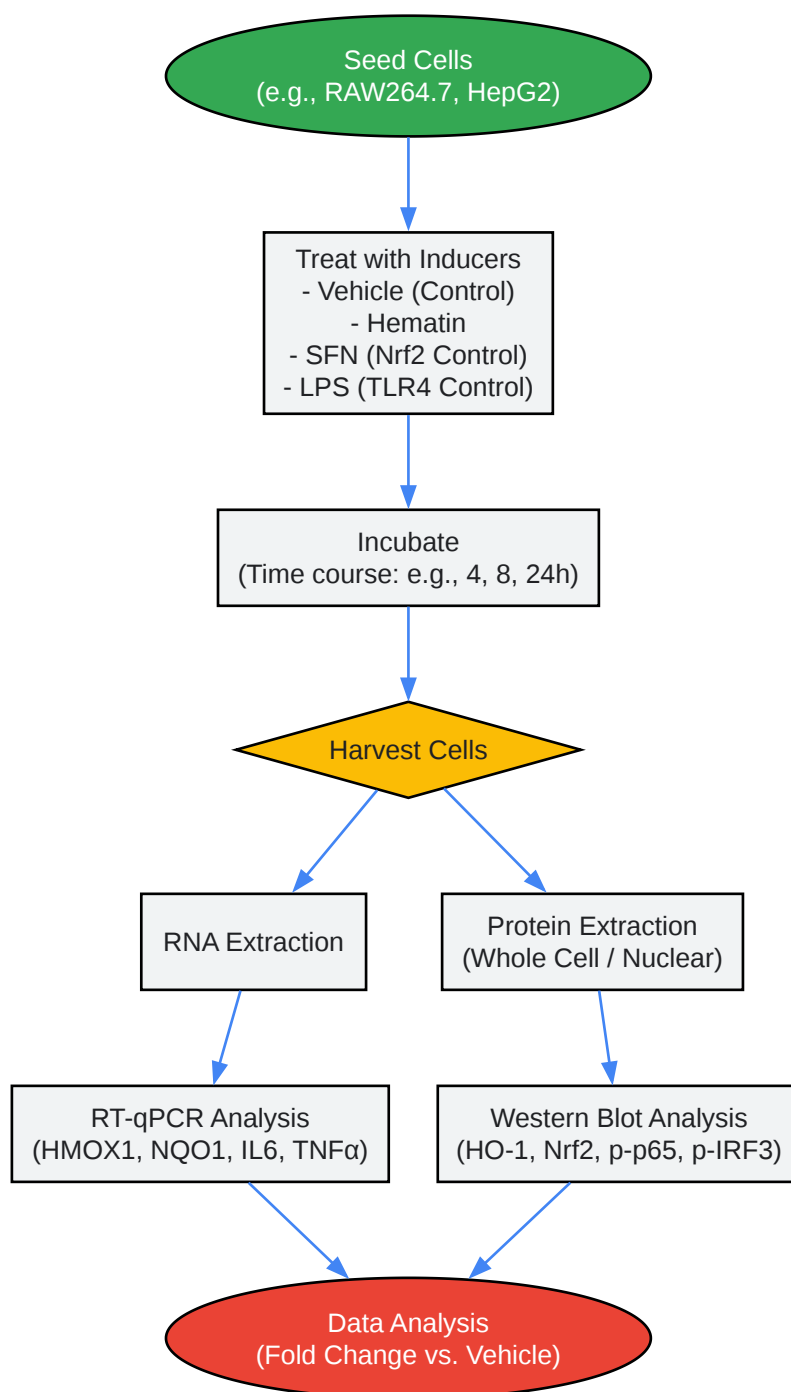 Seed Cells
(e.g., RAW264.7, HepG2)
Treat with Inducers
- Vehicle (Control)
- Hematin
- SFN (Nrf2 Control)
- LPS (TLR4 Control)
Incubate
(Time course: e.g., 4, 8, 24h)
Harvest Cells
RNA Extraction
Protein Extraction
(Whole Cell / Nuclear)
RT-qPCR Analysis
(HMOX1, NQO1, IL6, TNFα)
Western Blot Analysis
(HO-1, Nrf2, p-p65, p-IRF3)
Data Analysis
(Fold Change vs. Vehicle)